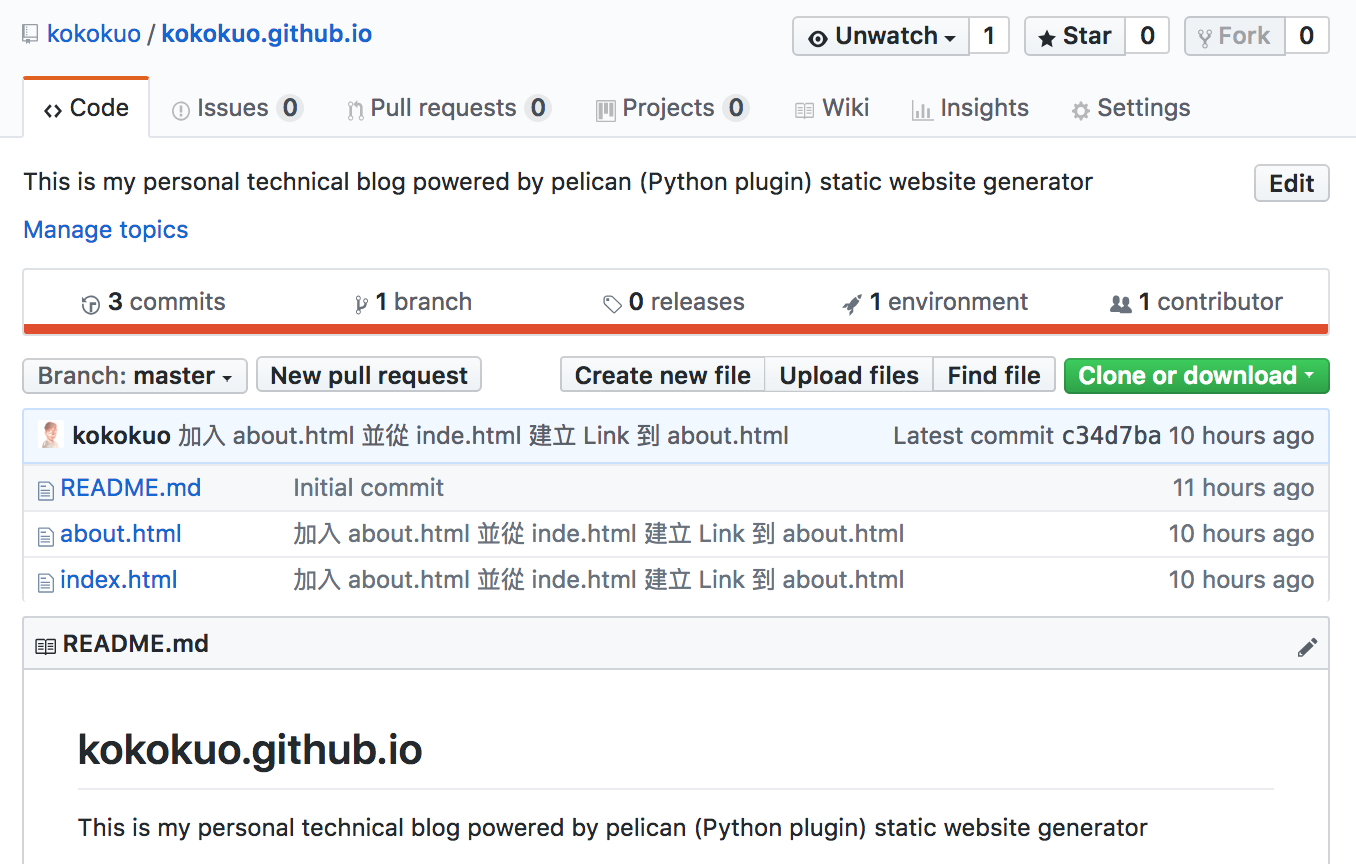 kokokuo / kokokuo.github.io Unwatch 1 Star 0 Fork 0
Code Issues 0 Pull requests 0 Projects 0 Wiki Insights Settings
This is my personal technical blog powered by pelican (Python plugin) static website generator Edit
Manage topics
3 commits 1 branch 0 releases 1 environment 1 contributor
Branch: master New pull request Create new file Upload files Find file Clone or download
kokokuo 加入 about.html 並從 inde.html 建立 Link 到 about.html Latest commit c34d7ba 10 hours ago
README.md Initial commit 11 hours ago
about.html 加入 about.html 並從 inde.html 建立 Link 到 about.html 10 hours ago
index.html 加入 about.html 並從 inde.html 建立 Link 到 about.html 10 hours ago
README.md
kokokuo.github.io
This is my personal technical blog powered by pelican (Python plugin) static website generator